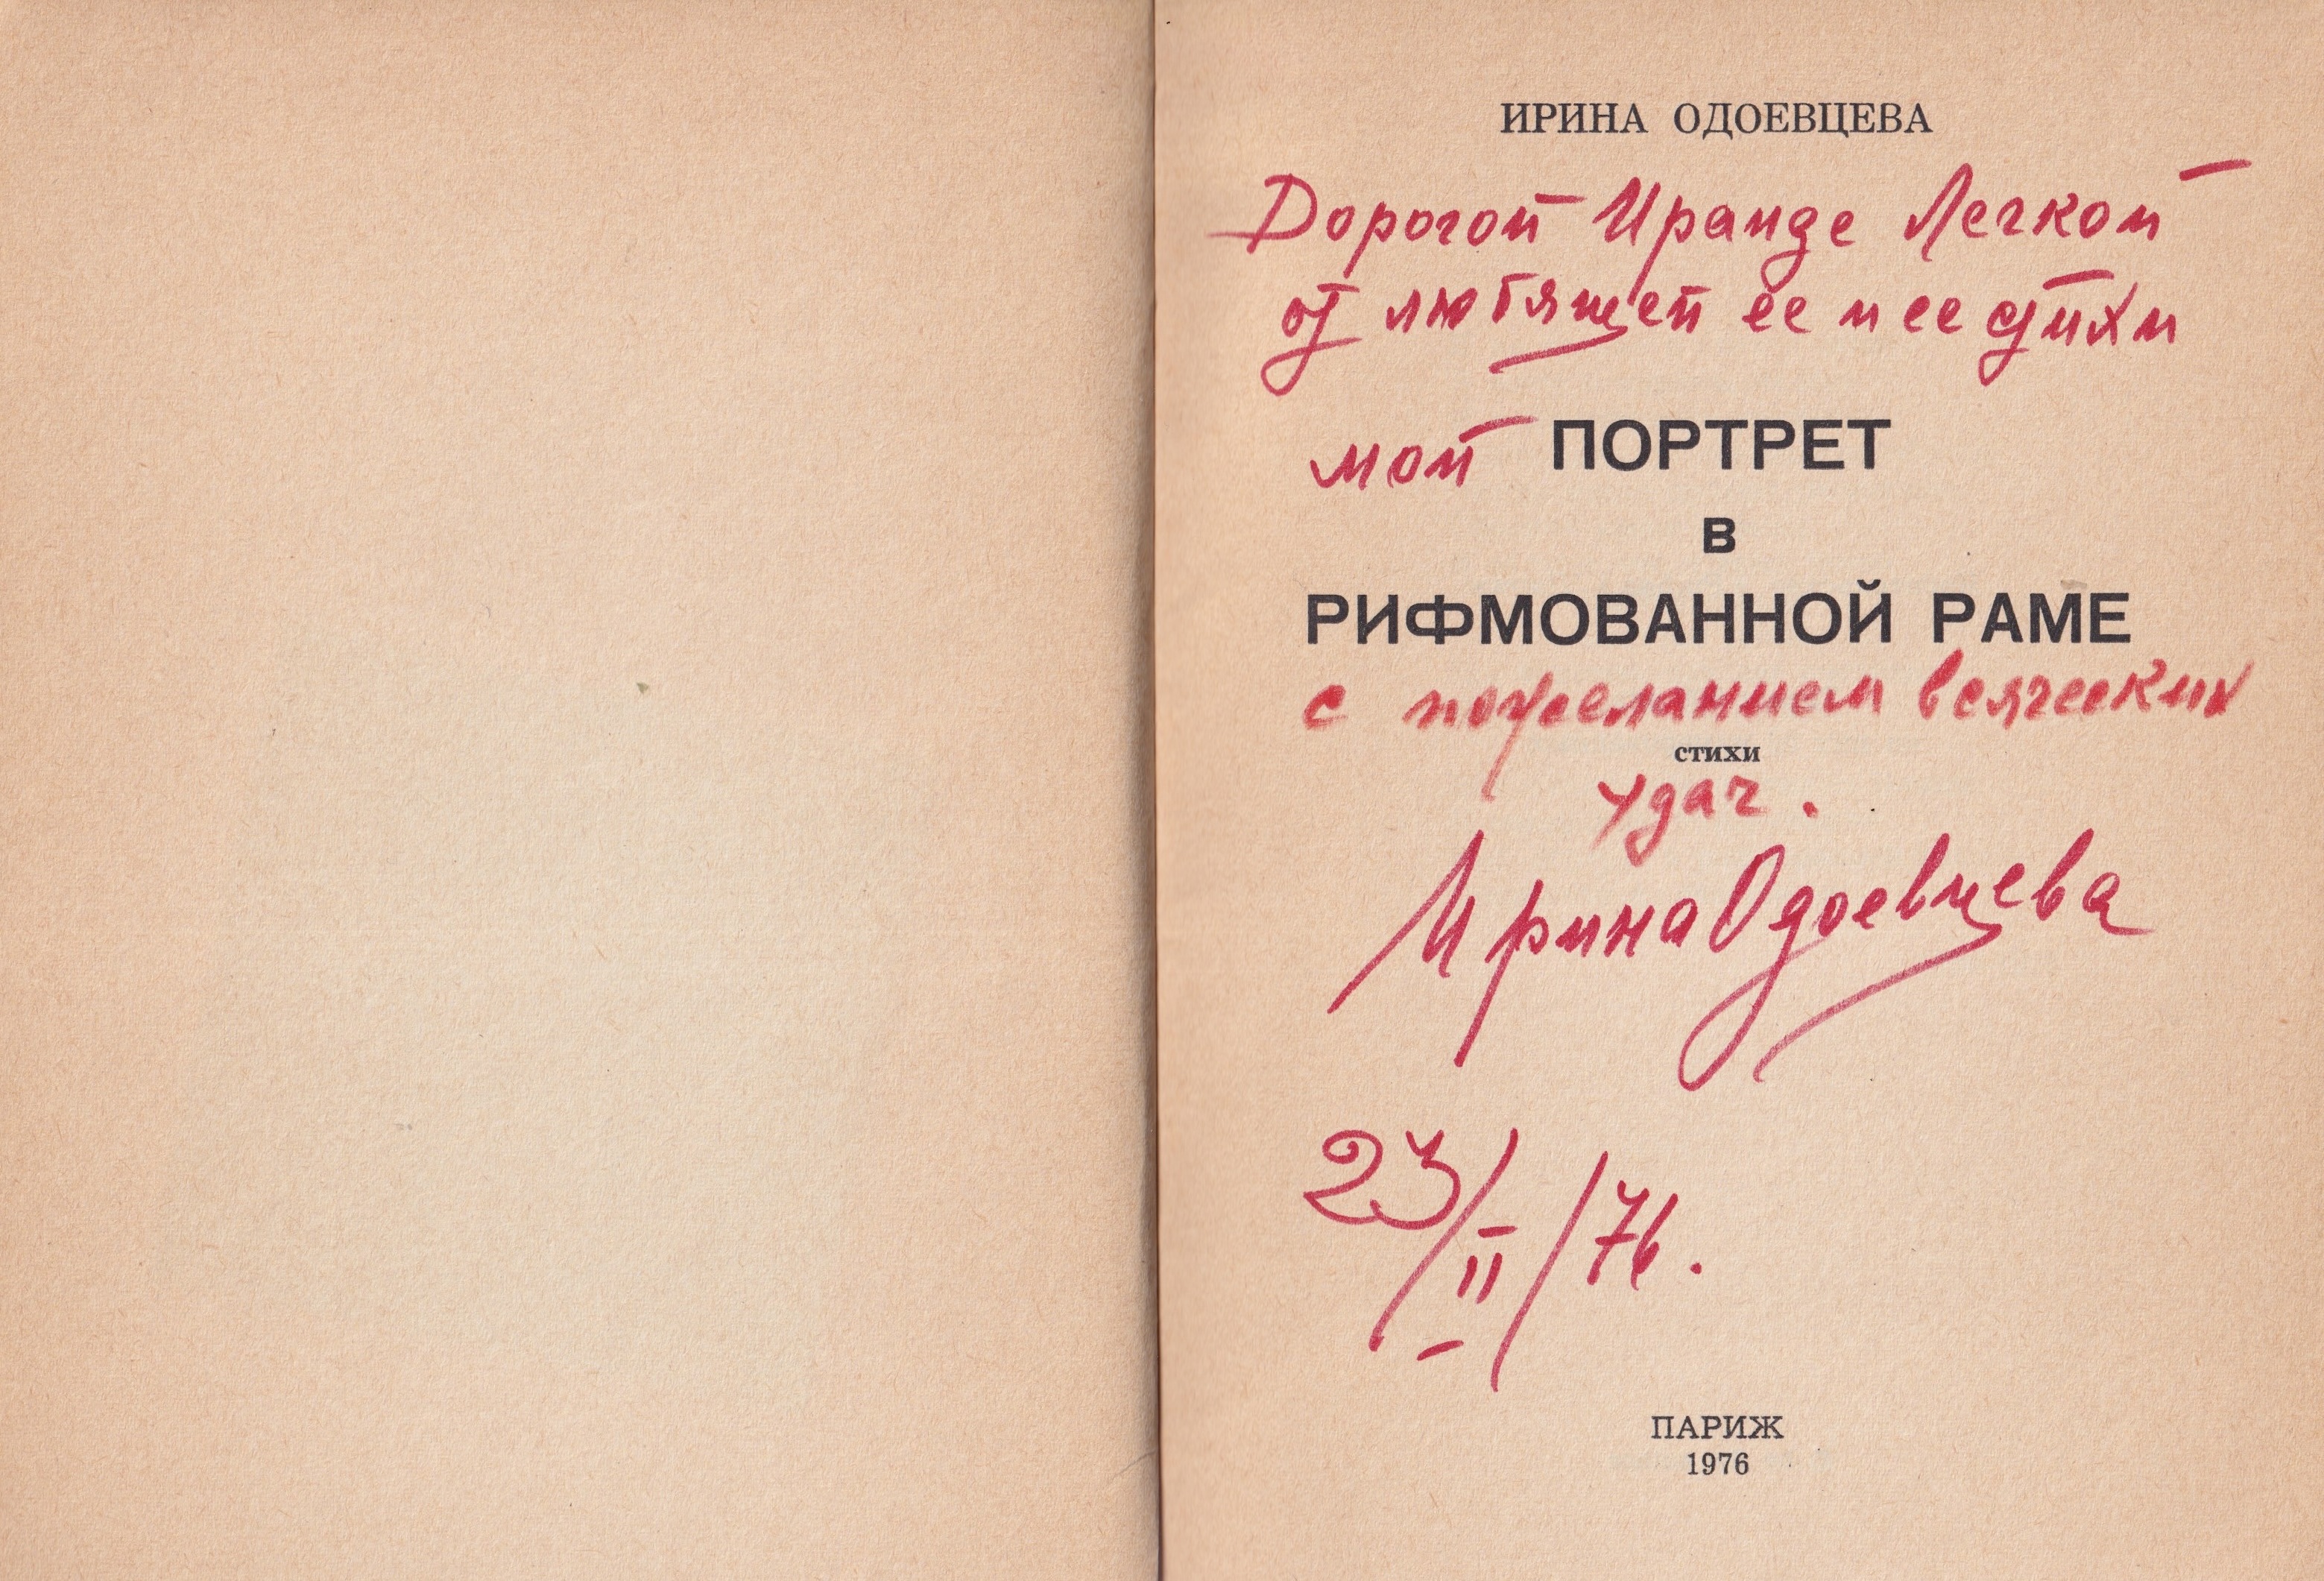 ИРИНА ОДОЕВЦЕВА
Дорогой Ираиде Легкой
от любящей ее и ее стихи
мой ПОРТРЕТ
В
РИФМОВАННОЙ РАМЕ
с пожеланием всяческих
стихи
удач.
Ирина Одоевцева
23/II/76.
ПАРИЖ
1976